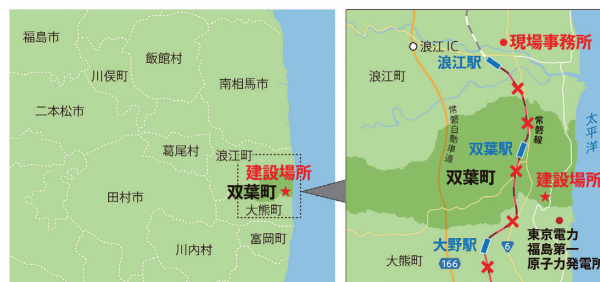 福島市
飯舘村
川俣町
南相馬市
二本松市
葛尾村
浪江町
建設場所
双葉町
田村市
大熊町
富岡町
川内村
浪江IC
現場事務所
浪江駅
浪江町
常磐自動車道
常磐線
太平洋
双葉駅
双葉町
建設場所
大野駅
6
東京電力
福島第一
原子力発電所
大熊町
166